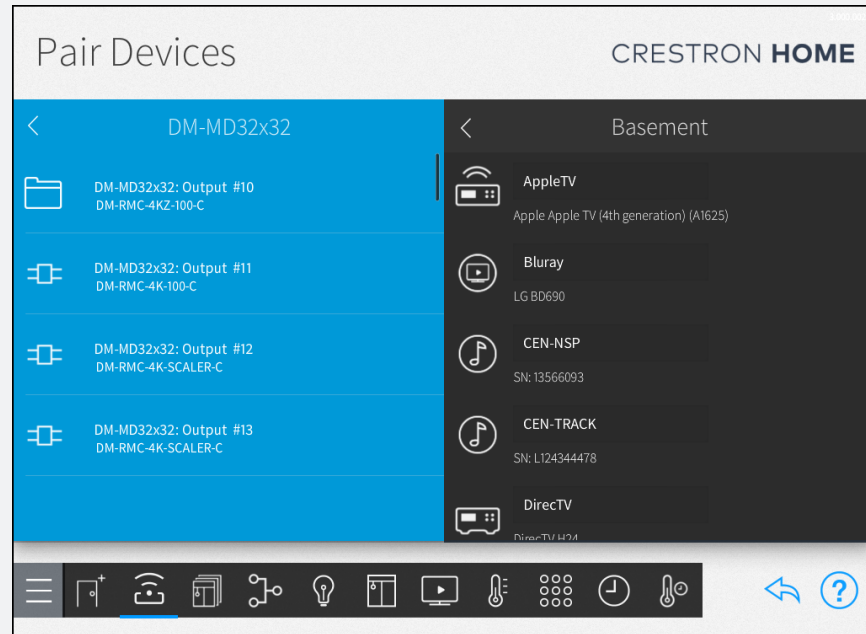 Pair Devices
CRESTRON HOME
DM-MD32x32
DM-MD32x32: Output #10
DM-RMC-4KZ-100-C
DM-MD32x32: Output #11
DM-RMC-4K-100-C
DM-MD32x32: Output #12
DM-RMC-4K-SCALER-C
DM-MD32x32: Output #13
DM-RMC-4K-SCALER-C
Basement
AppleTV
Apple Apple TV (4th generation) (A1625)
Bluray
LG BD690
CEN-NSP
SN: 13566093
CEN-TRACK
SN: L124344478
DirecTV
DirecTV H24
?